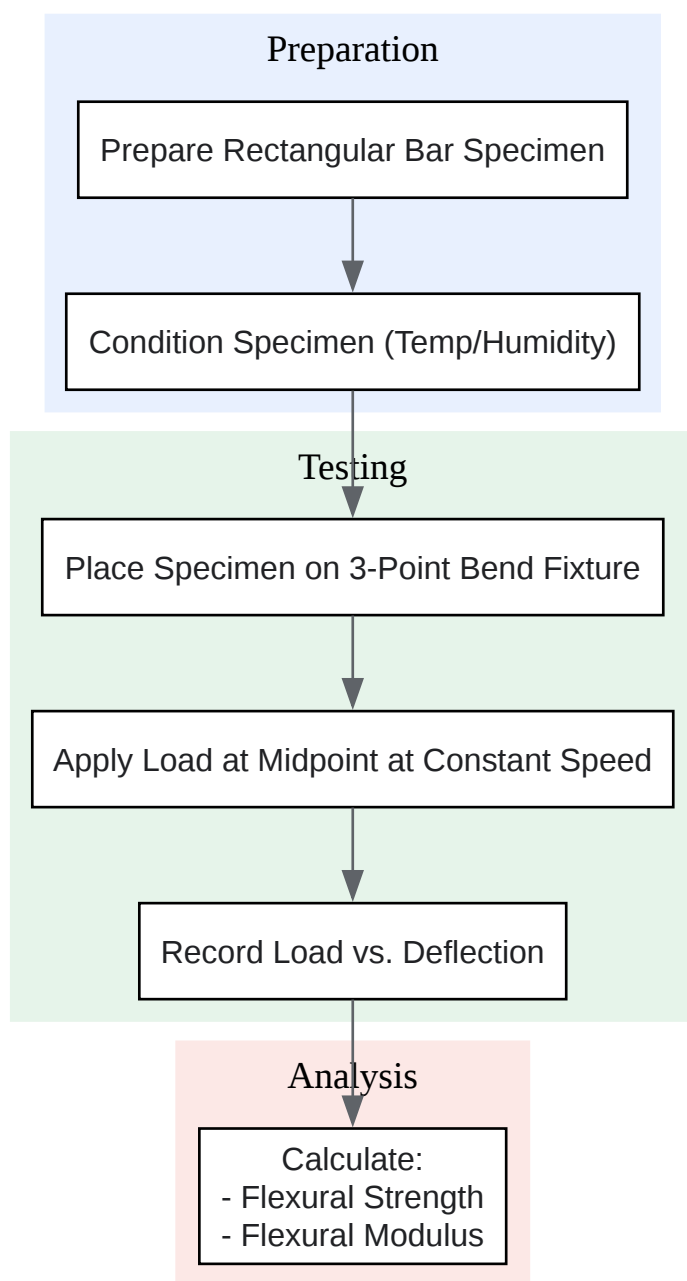 Preparation
Prepare Rectangular Bar Specimen
Condition Specimen (Temp/Humidity)
Testing
Place Specimen on 3-Point Bend Fixture
Apply Load at Midpoint at Constant Speed
Record Load vs. Deflection
Analysis
Calculate:
- Flexural Strength
- Flexural Modulus